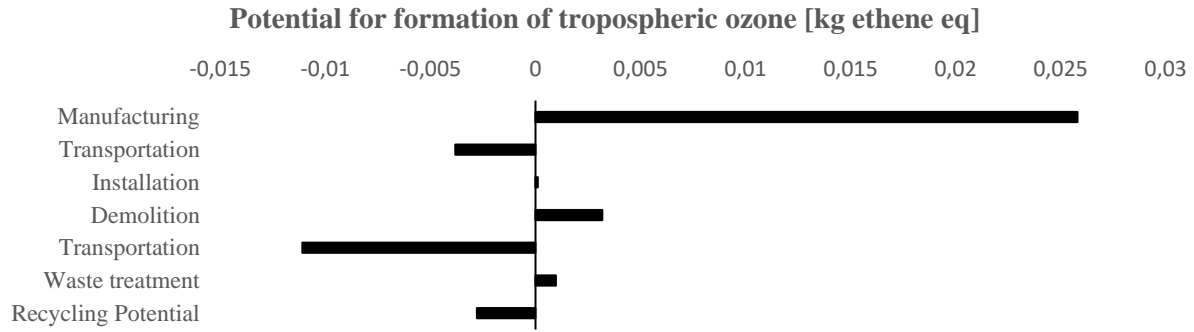 Potential for formation of tropospheric ozone [kg ethene eq]
-0,015 -0,01 -0,005 0 0,005 0,01 0,015 0,02 0,025 0,03
Manufacturing
Transportation
Installation
Demolition
Transportation
Waste treatment
Recycling Potential